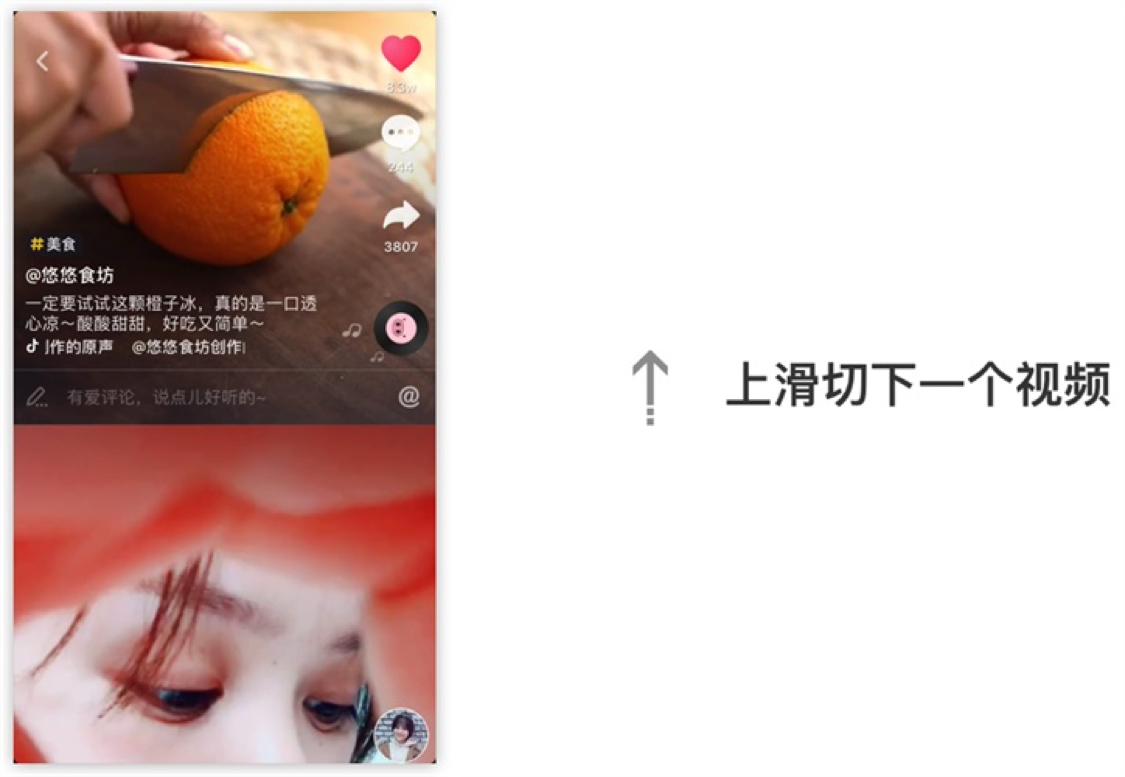 8.3w
244
3807
#美食
@悠悠食坊
一定要试试这颗橙子冰，真的是一口透
心凉～酸酸甜甜，好吃又简单～
作的原声 @悠悠食坊创作
有爱评论，说点儿好听的~
@
上滑切下一个视频